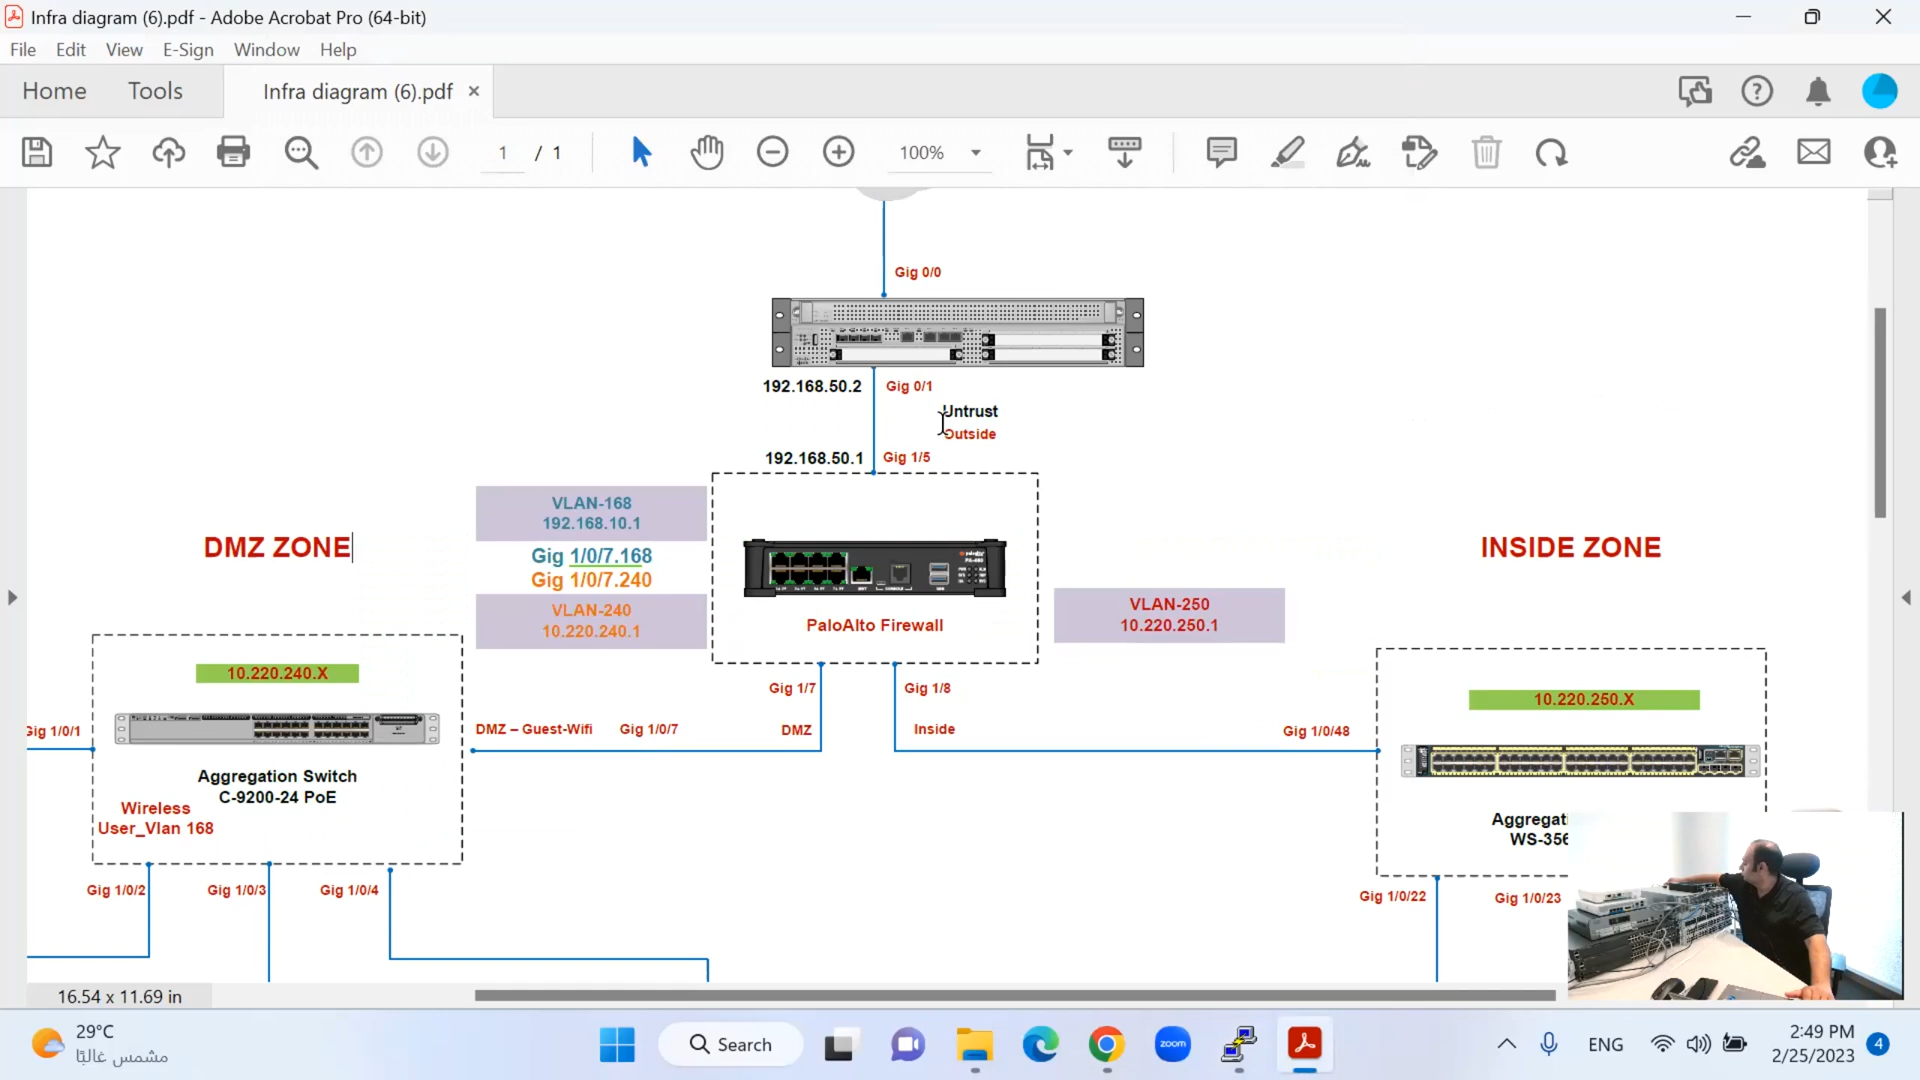 Infra diagram (6).pdf - Adobe Acrobat Pro (64-bit)
File Edit View E-Sign Window Help
Home Tools Infra diagram (6).pdf ×
1 / 1 100%
Gig 0/0
192.168.50.2 Gig 0/1
Untrust
Outside
192.168.50.1 Gig 1/5
VLAN-168
192.168.10.1
Gig 1/0/7.168
Gig 1/0/7.240
VLAN-240
10.220.240.1
DMZ ZONE
INSIDE ZONE
PaloAlto Firewall
VLAN-250
10.220.250.1
10.220.240.X
10.220.250.X
Gig 1/7 Gig 1/8
Gig 1/0/1
DMZ – Guest-Wifi Gig 1/0/7 DMZ Inside Gig 1/0/48
Aggregation Switch
C-9200-24 PoE
Wireless
User_Vlan 168
Aggregati
WS-356
Gig 1/0/2 Gig 1/0/3 Gig 1/0/4
Gig 1/0/22 Gig 1/0/23
16.54 x 11.69 in
29°C
مشمس غالبًا
Search
zoom
ENG
2:49 PM
2/25/2023
4